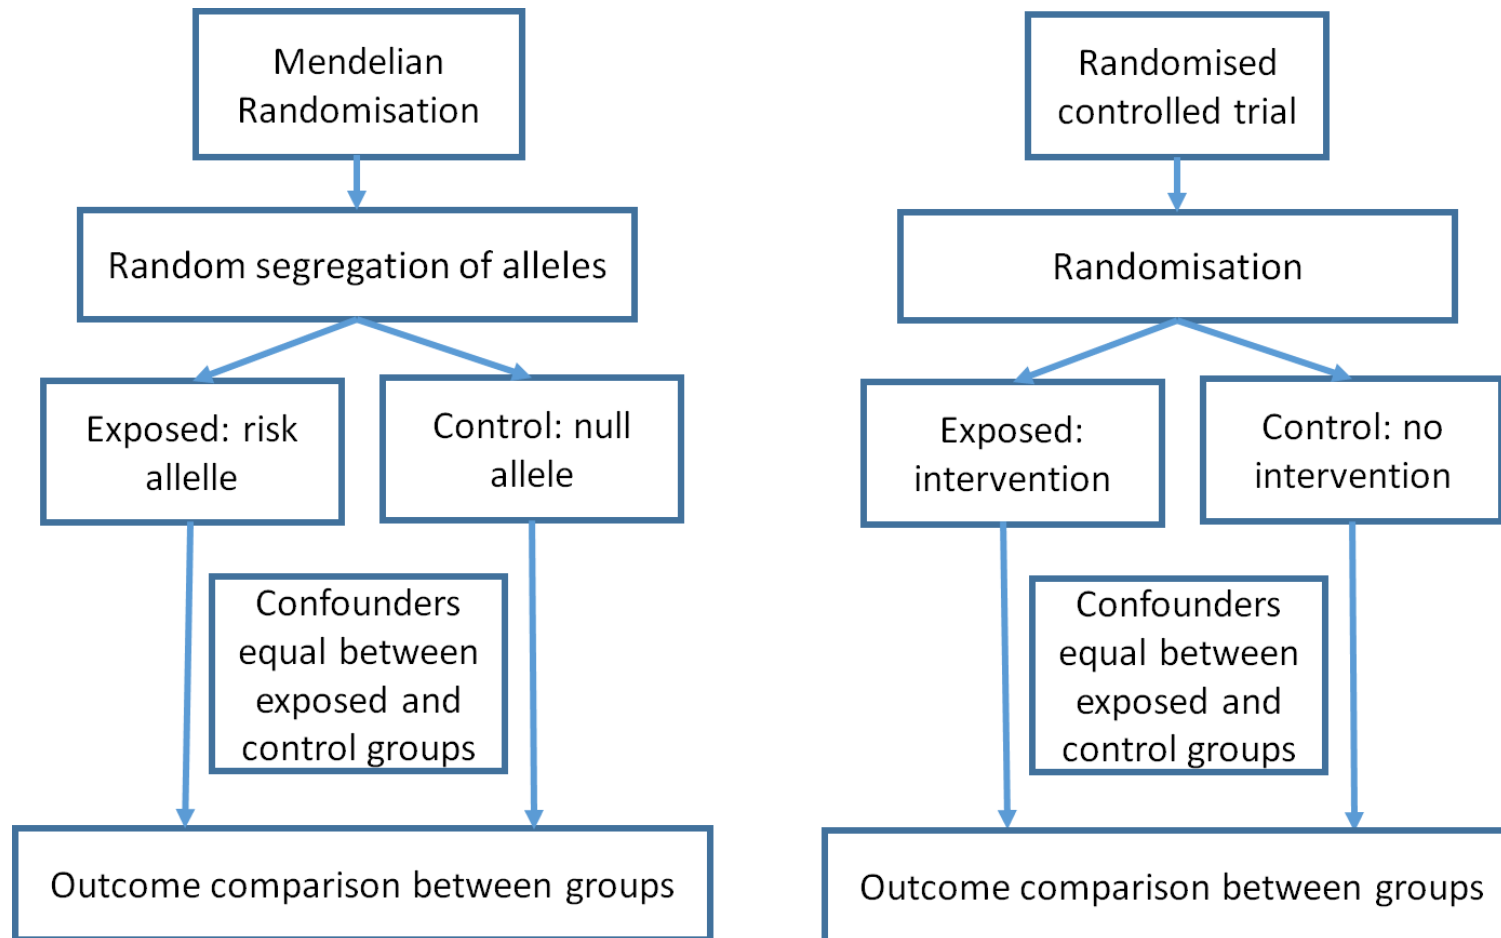 Mendelian
Randomisation
Random segregation of alleles
Exposed: risk
allelle
Control: null
allele
Confounders
equal between
exposed and
control groups
Outcome comparison between groups
Randomised
controlled trial
Randomisation
Exposed:
intervention
Control: no
intervention
Confounders
equal between
exposed and
control groups
Outcome comparison between groups